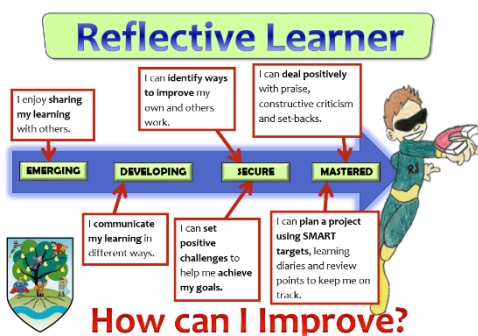 Reflective Learner
I enjoy sharing
my learning
with others.
I can identify ways
to improve my
own and others
work.
I can deal positively
with praise,
constructive criticism
and set-backs.
EMERGING
DEVELOPING
SECURE
MASTERED
RJ
I communicate
my learning in
different ways.
I can set
positive
challenges to
help me achieve
my goals.
I can plan a project
using SMART
targets, learning
diaries and review
points to keep me on
track.
How can I Improve?